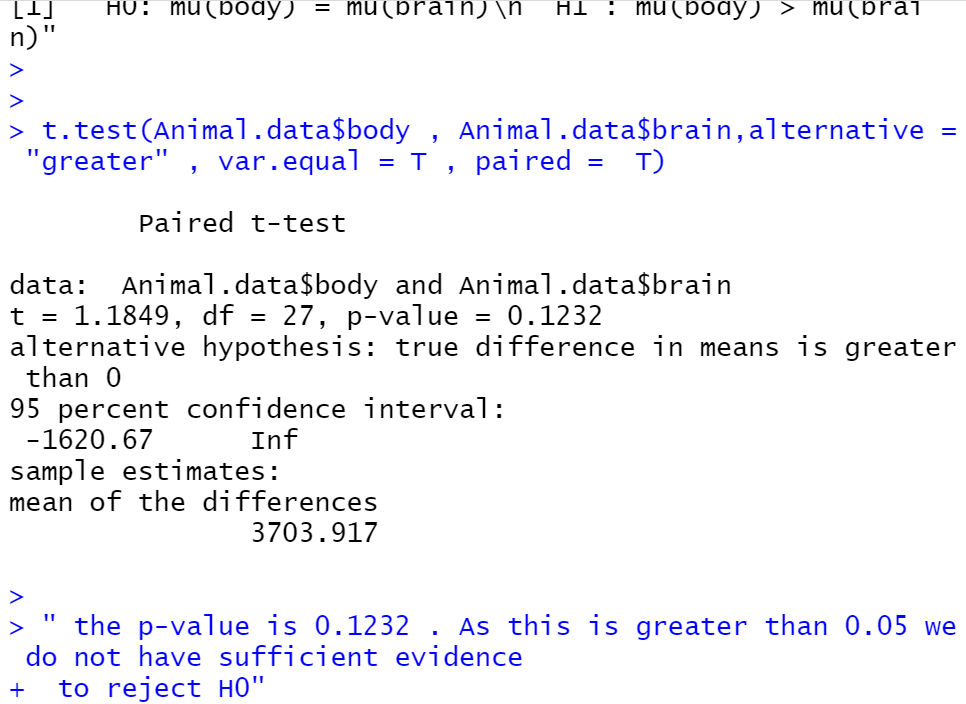 [1] " H0: mu(body) = mu(brain)\n  H1 : mu(body) > mu(brai
n)"
>
>
> t.test(Animal.data$body , Animal.data$brain,alternative =
 "greater" , var.equal = T , paired =  T)
        Paired t-test
data:  Animal.data$body and Animal.data$brain
t = 1.1849, df = 27, p-value = 0.1232
alternative hypothesis: true difference in means is greater
 than 0
95 percent confidence interval:
 -1620.67      Inf
sample estimates:
mean of the differences
               3703.917
>
> " the p-value is 0.1232 . As this is greater than 0.05 we
 do not have sufficient evidence
+  to reject H0"